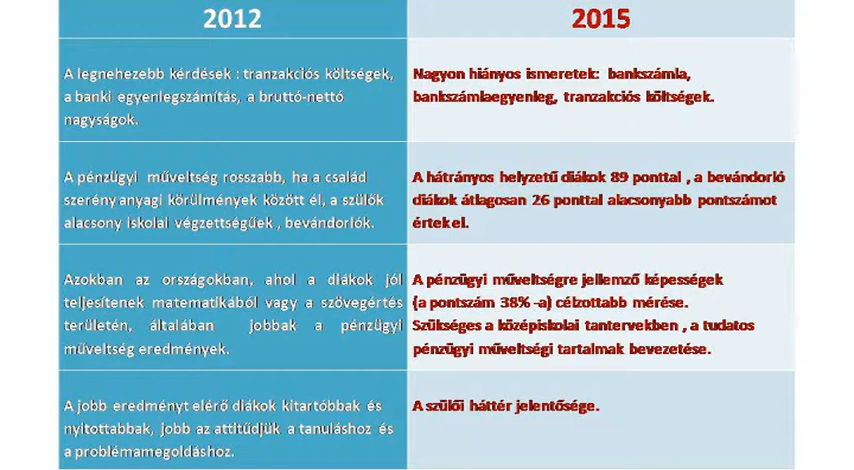 2012
2015
A legnehezebb kérdések : tranzakciós költségek,
a banki egyenlegszámítás, a bruttó-nettó
nagyságok.
Nagyon hiányos ismeretek: bankszámla,
bankszámlaegyenleg, tranzakciós költségek.
A pénzügyi műveltség rosszabb, ha a család
szerény anyagi körülmények között él, a szülők
alacsony iskolai végzettségűek , bevándorlók.
A hátrányos helyzetű diákok 89 ponttal , a bevándorló
diákok átlagosan 26 ponttal alacsonyabb pontszámot
értek el.
Azokban az országokban, ahol a diákok jól
teljesítenek matematikából vagy a szövegértés
területén, általában jobbak a pénzügyi
műveltség eredmények.
A pénzügyi műveltségre jellemző képességek
(a pontszám 38% -a) célzottabb mérése.
Szükséges a középiskolai tantervekben , a tudatos
pénzügyi műveltségi tartalmak bevezetése.
A jobb eredményt elérő diákok kitartóbbak és
nyitottabbak, jobb az attitűdjük a tanuláshoz és
a problémamegoldáshoz.
A szülői háttér jelentősége.